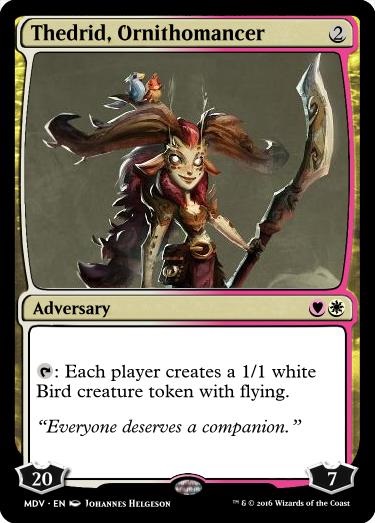 Thedrid, Ornithomancer 2
Adversary
: Each player creates a 1/1 white
Bird creature token with flying.
“Everyone deserves a companion.”
20
7
MDV · EN Johannes Helgeson
™ & © 2016 Wizards of the Coast